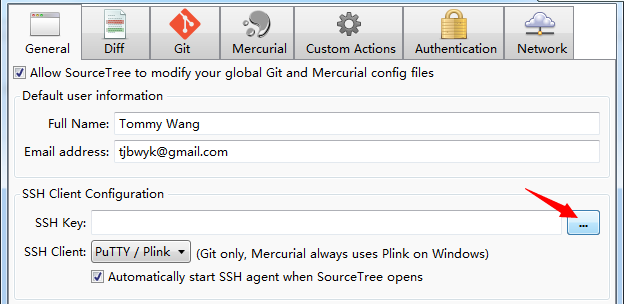 General Diff Git Mercurial Custom Actions Authentication Network
Allow SourceTree to modify your global Git and Mercurial config files
Default user information
Full Name: Tommy Wang
Email address: tjbwyk@gmail.com
SSH Client Configuration
SSH Key: ...
SSH Client: PuTTY / Plink (Git only, Mercurial always uses Plink on Windows)
Automatically start SSH agent when SourceTree opens